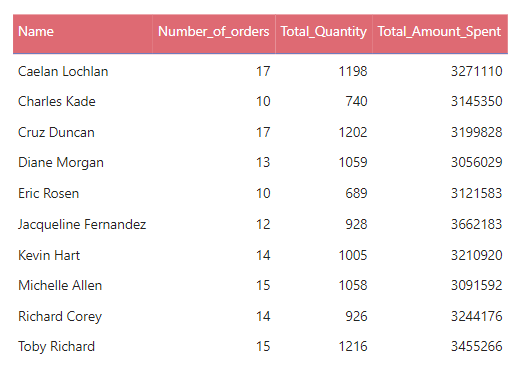 Name Number_of_orders Total_Quantity Total_Amount_Spent
Caelan Lochlan 17 1198 3271110
Charles Kade 10 740 3145350
Cruz Duncan 17 1202 3199828
Diane Morgan 13 1059 3056029
Eric Rosen 10 689 3121583
Jacqueline Fernandez 12 928 3662183
Kevin Hart 14 1005 3210920
Michelle Allen 15 1058 3091592
Richard Corey 14 926 3244176
Toby Richard 15 1216 3455266